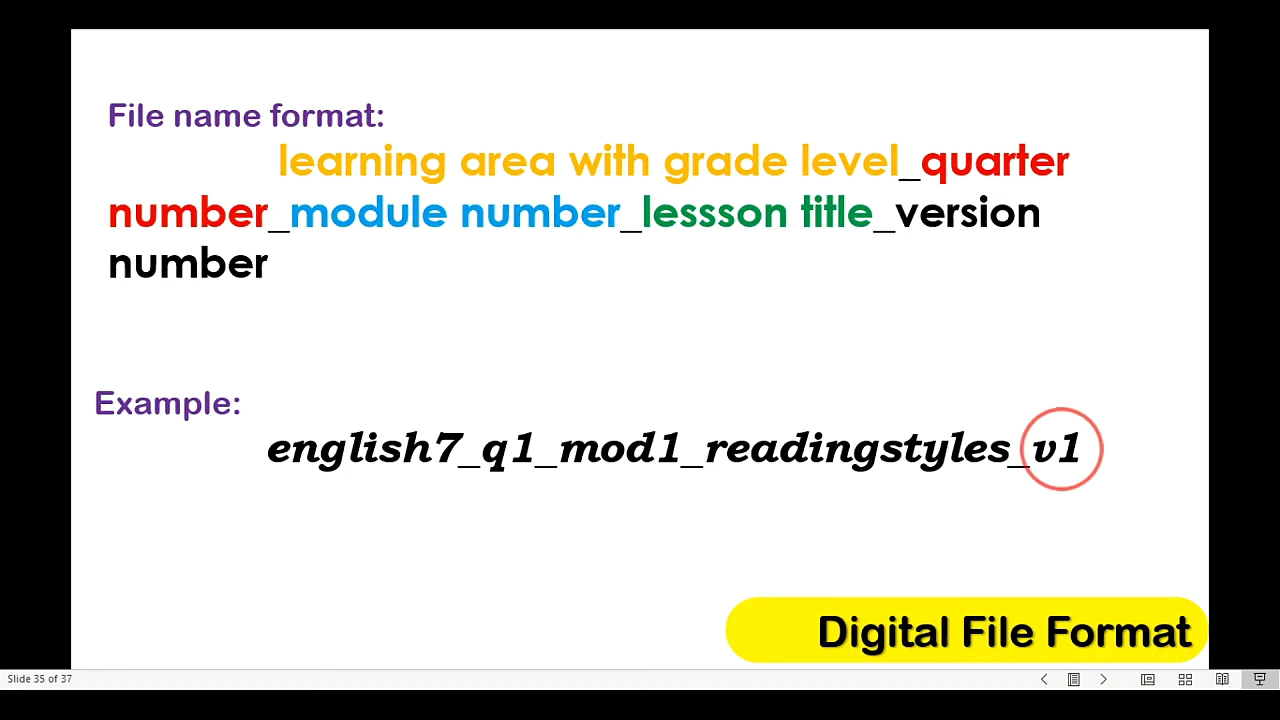 File name format:
learning area with grade level_quarter
number_module number_lessson title_version
number
Example:
english7_q1_mod1_readingstyles_v1
Digital File Format
Slide 35 of 37